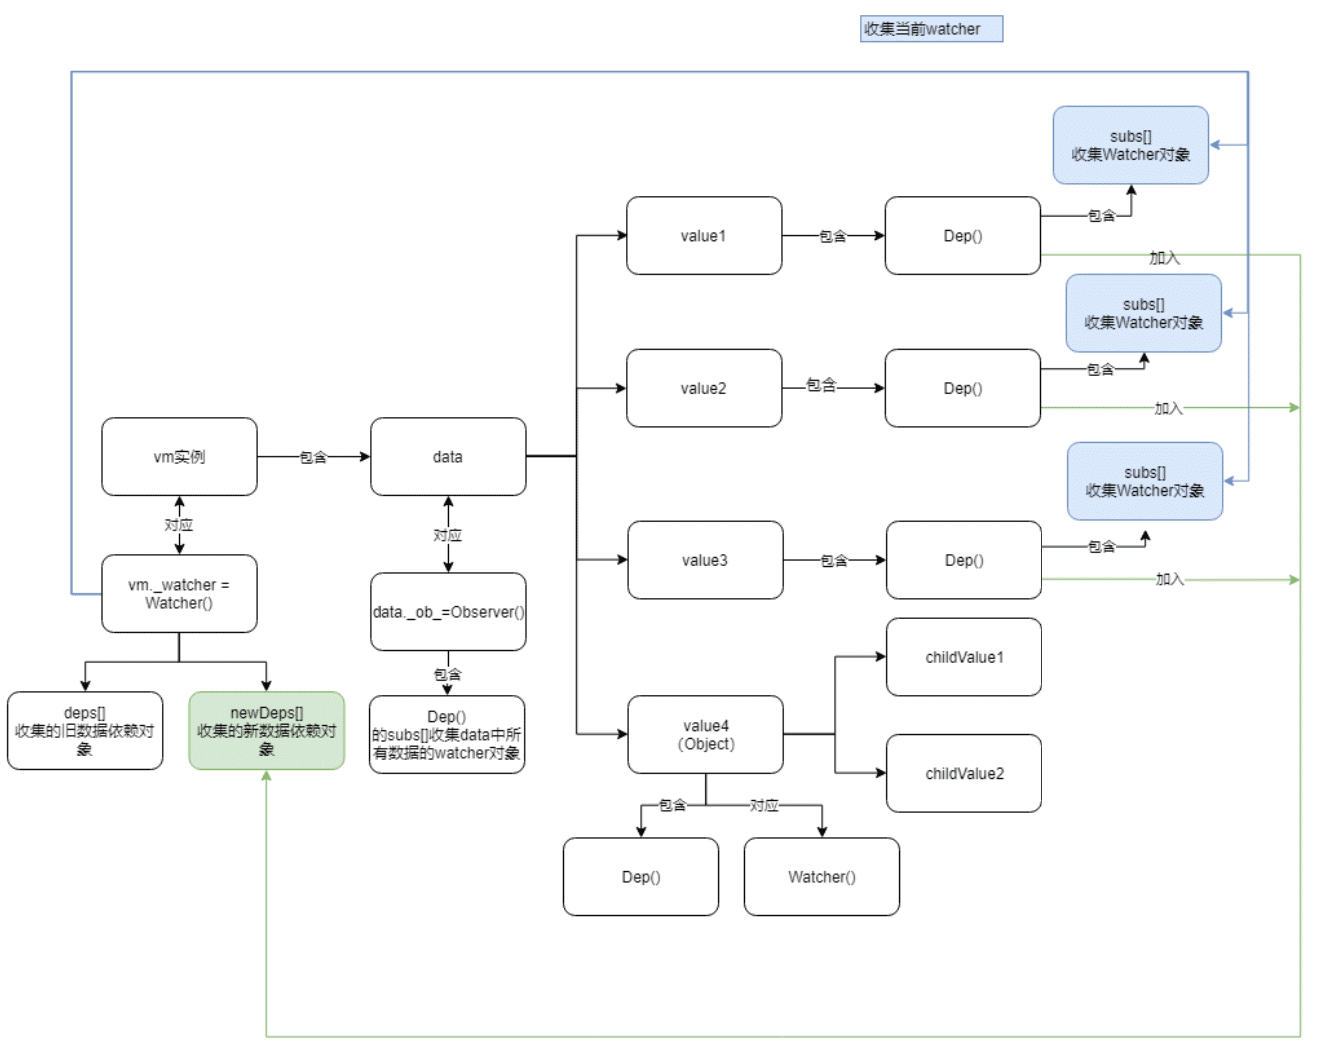 收集当前watcher
subs[]
收集Watcher对象
value1
包含
Dep()
包含
加入
subs[]
收集Watcher对象
value2
包含
Dep()
包含
加入
vm实例
包含
data
subs[]
收集Watcher对象
对应
对应
value3
包含
Dep()
包含
加入
vm._watcher =
Watcher()
data._ob_=Observer()
包含
childValue1
deps[]
收集的旧数据依赖对
象
newDeps[]
收集的新数据依赖对
象
Dep()
的subs[]收集data中所
有数据的watcher对象
value4
(Object)
childValue2
包含
对应
Dep()
Watcher()